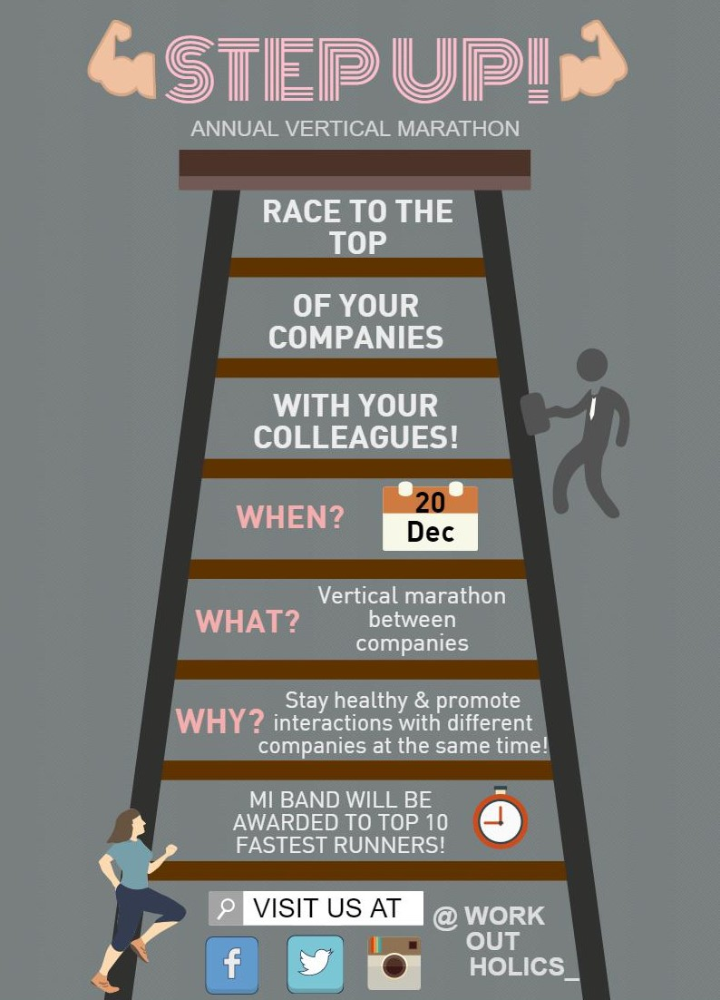 STEP UP!
ANNUAL VERTICAL MARATHON
RACE TO THE
TOP
OF YOUR
COMPANIES
WITH YOUR
COLLEAGUES!
WHEN?
20
Dec
WHAT?
Vertical marathon
between
companies
WHY?
Stay healthy & promote
interactions with different
companies at the same time!
MI BAND WILL BE
AWARDED TO TOP 10
FASTEST RUNNERS!
VISIT US AT
@ WORK
OUT
HOLICS_
f